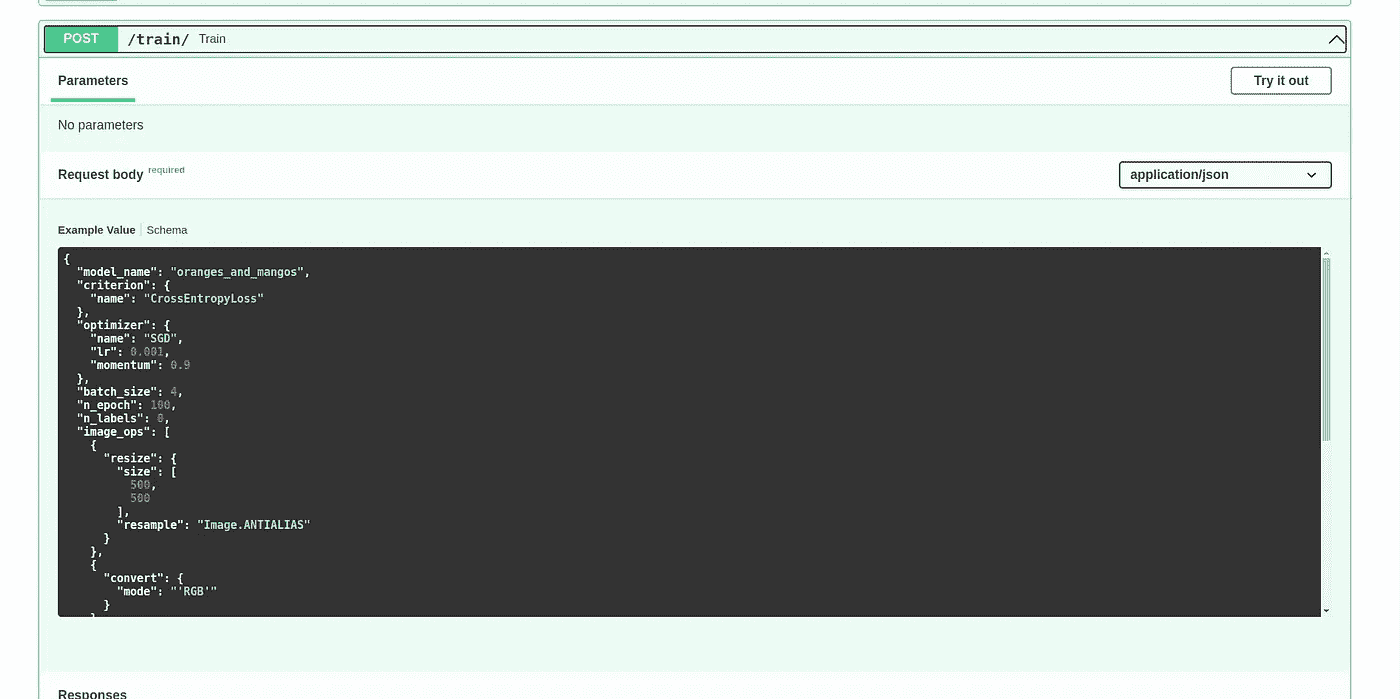 POST /train/ Train
Parameters
Try it out
No parameters
Request body required
application/json
Example Value Schema
{
  "model_name": "oranges_and_mangos",
  "criterion": {
    "name": "CrossEntropyLoss"
  },
  "optimizer": {
    "name": "SGD",
    "lr": 0.001,
    "momentum": 0.9
  },
  "batch_size": 4,
  "n_epoch": 100,
  "n_labels": 0,
  "image_ops": [
    {
      "resize": {
        "size": [
          500,
          500
        ],
        "resample": "Image.ANTIALIAS"
      }
    },
    {
      "convert": {
        "mode": "'RGB'"
      }
    }
Responses